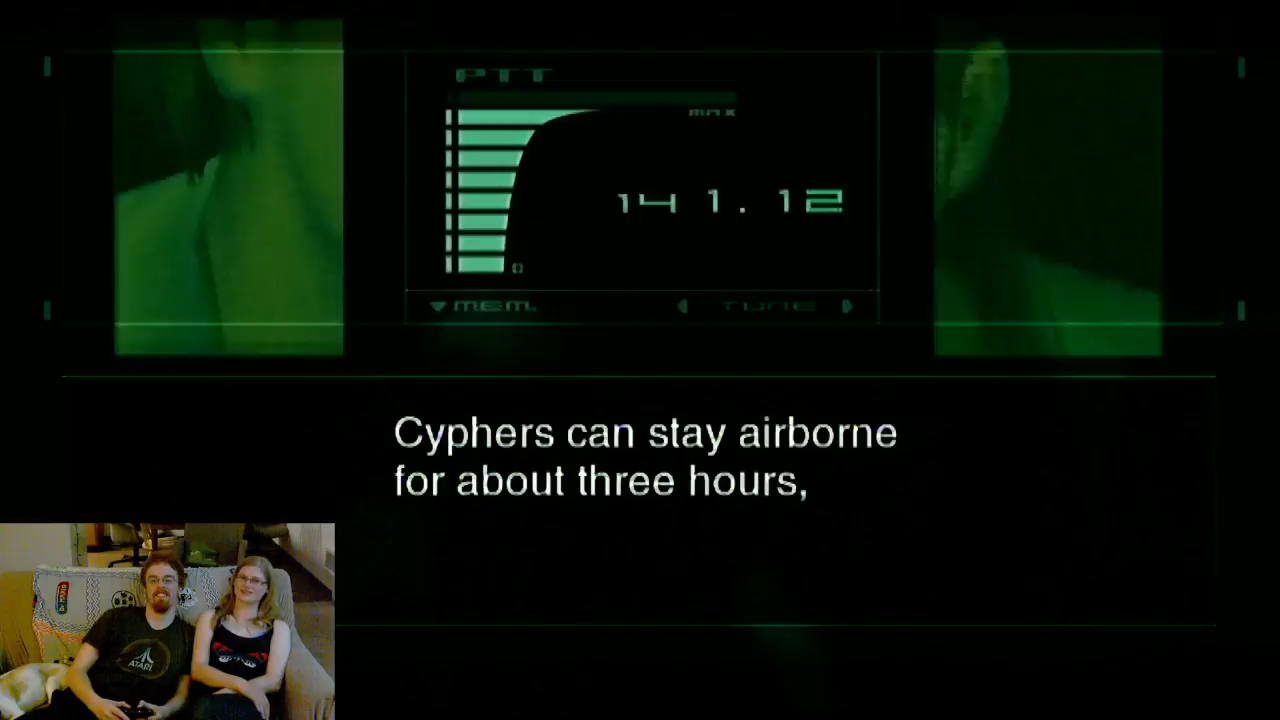 PTT
max
141.12
0
MEM.
TUNE
Cyphers can stay airborne
for about three hours,
ATARI